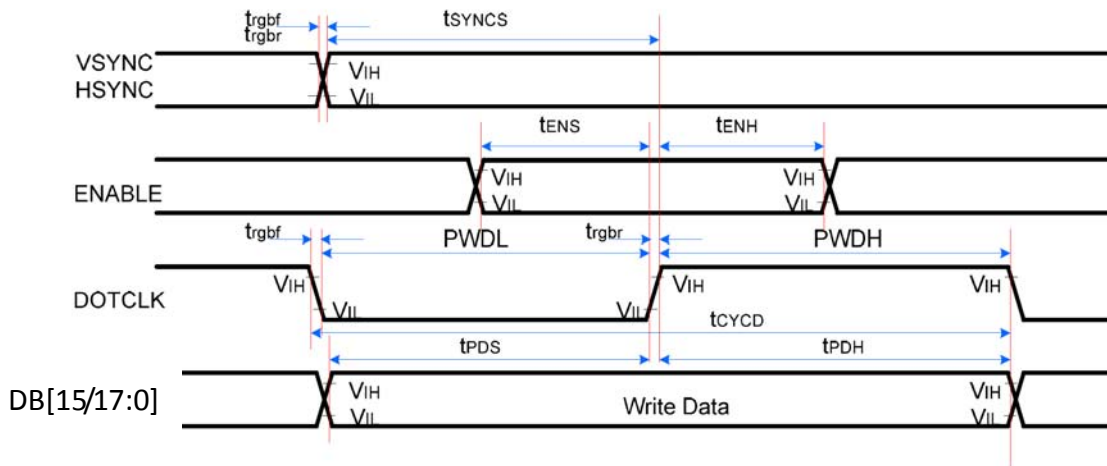 trgbf
trgbr
tSYNCS
VSYNC
HSYNC
VIH
VIL
tENS
tENH
ENABLE
VIH
VIL
VIH
VIL
trgbf
PWDL
trgbr
PWDH
DOTCLK
VIH
VIL
VIH
VIH
tCYCD
tPDS
tPDH
DB[15/17:0]
VIH
VIL
Write Data
VIH
VIL